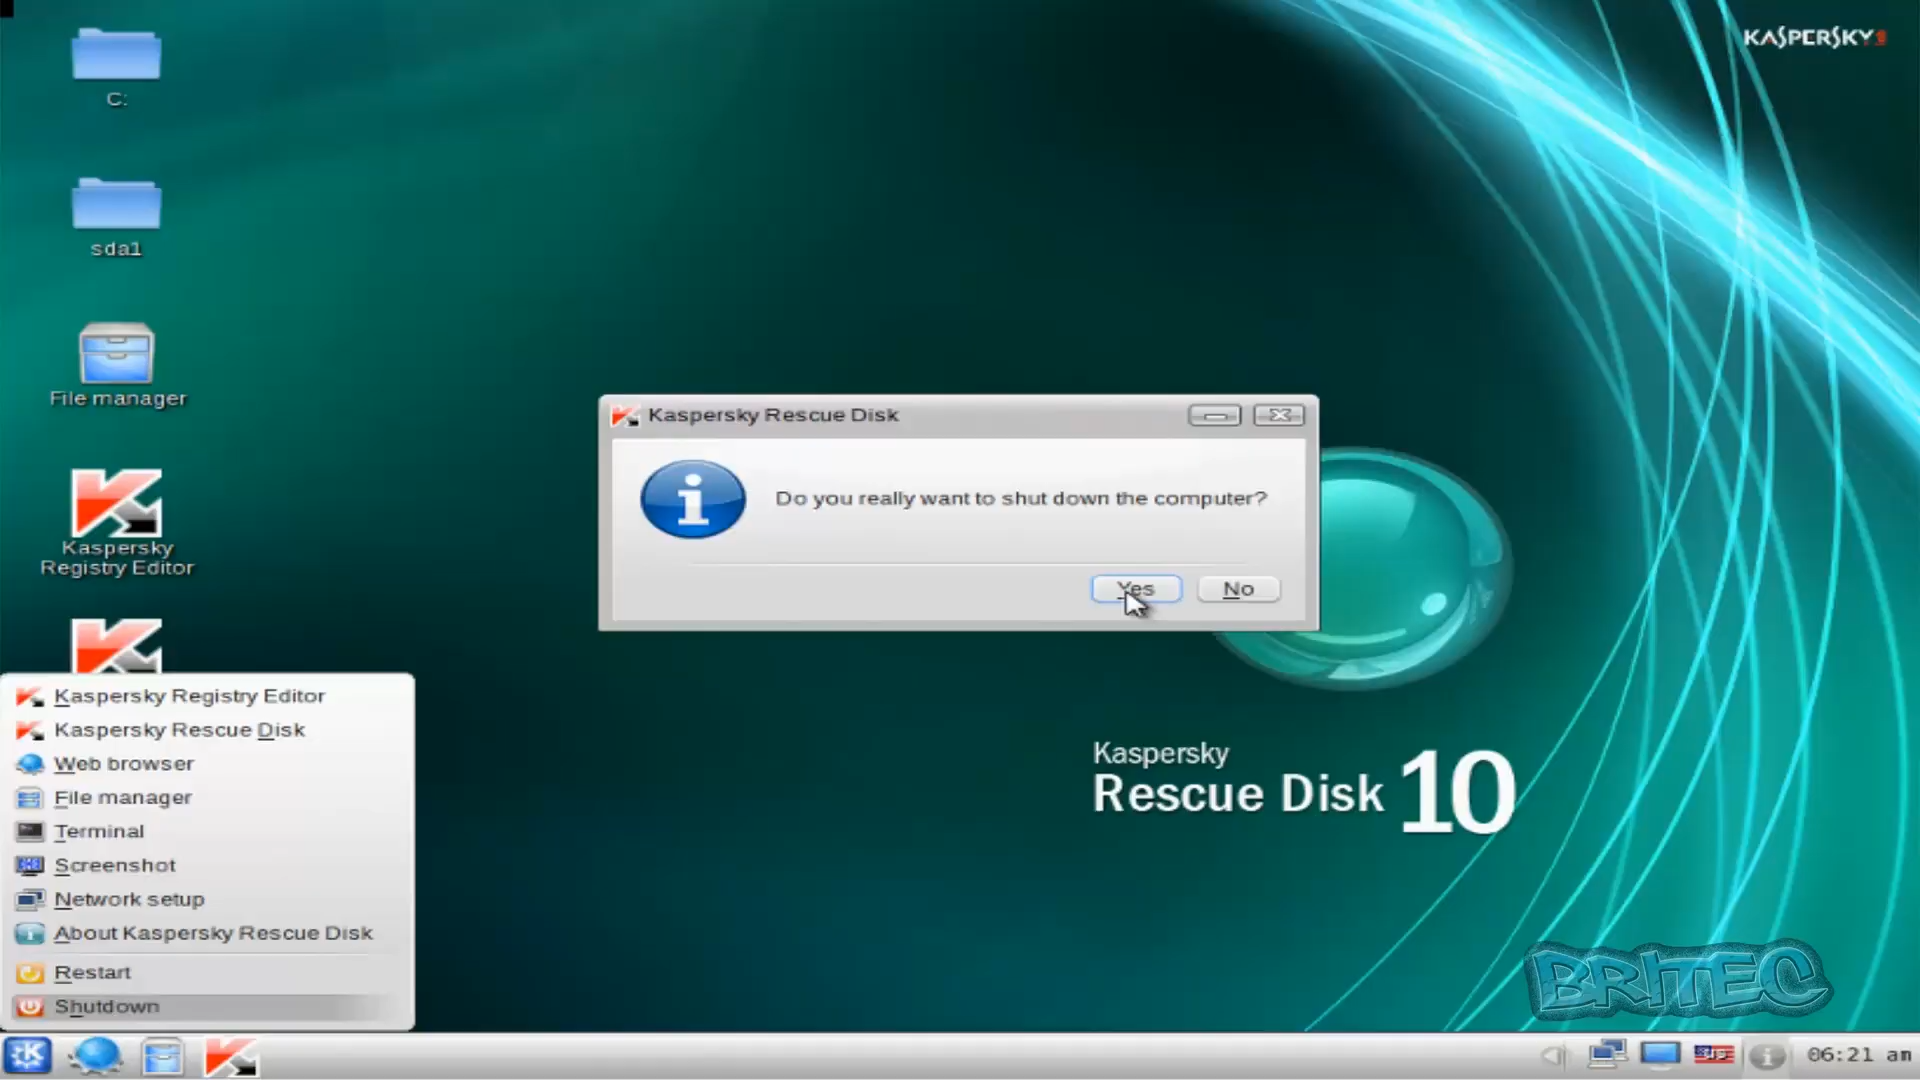 KASPERSKY
C:
sda1
File manager
Kaspersky
Registry Editor
Kaspersky Rescue Disk
Do you really want to shut down the computer?
Yes
No
Kaspersky
Rescue Disk 10
Kaspersky Registry Editor
Kaspersky Rescue Disk
Web browser
File manager
Terminal
Screenshot
Network setup
About Kaspersky Rescue Disk
Restart
Shutdown
BRITEC
US
06:21 am